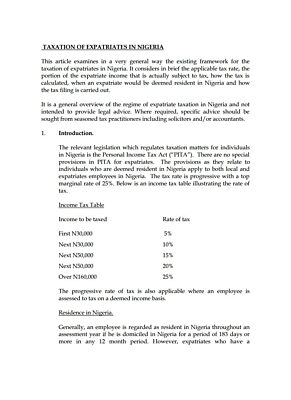 TAXATION OF EXPATRIATES IN NIGERIA
This article examines in a very general way the existing framework for the
taxation of expatriates in Nigeria. It considers in brief the applicable tax rate, the
portion of the expatriate income that is actually subject to tax, how the tax is
calculated, when an expatriate would be deemed resident in Nigeria and how
the tax filing is carried out.
It is a general overview of the regime of expatriate taxation in Nigeria and not
intended to provide legal advice. Where required, specific advice should be
sought from seasoned tax practitioners including solicitors and/or accountants.
1. Introduction.
The relevant legislation which regulates taxation matters for individuals
in Nigeria is the Personal Income Tax Act ("PITA"). There are no special
provisions in PITA for expatriates. The provisions as they relate to
individuals who are deemed resident in Nigeria apply to both local and
expatriates employees in Nigeria. The tax rate is progressive with a top
marginal rate of 25%. Below is an income tax table illustrating the rate of
tax.
Income Tax Table
Income to be taxed Rate of tax
First N30,000 5%
Next N30,000 10%
Next N50,000 15%
Next N50,000 20%
Over N160,000 25%
The progressive rate of tax is also applicable where an employee is
assessed to tax on a deemed income basis.
Residence in Nigeria.
Generally, an employee is regarded as resident in Nigeria throughout an
assessment year if he is domiciled in Nigeria for a period of 183 days or
more in any 12 month period. However, expatriates who have a